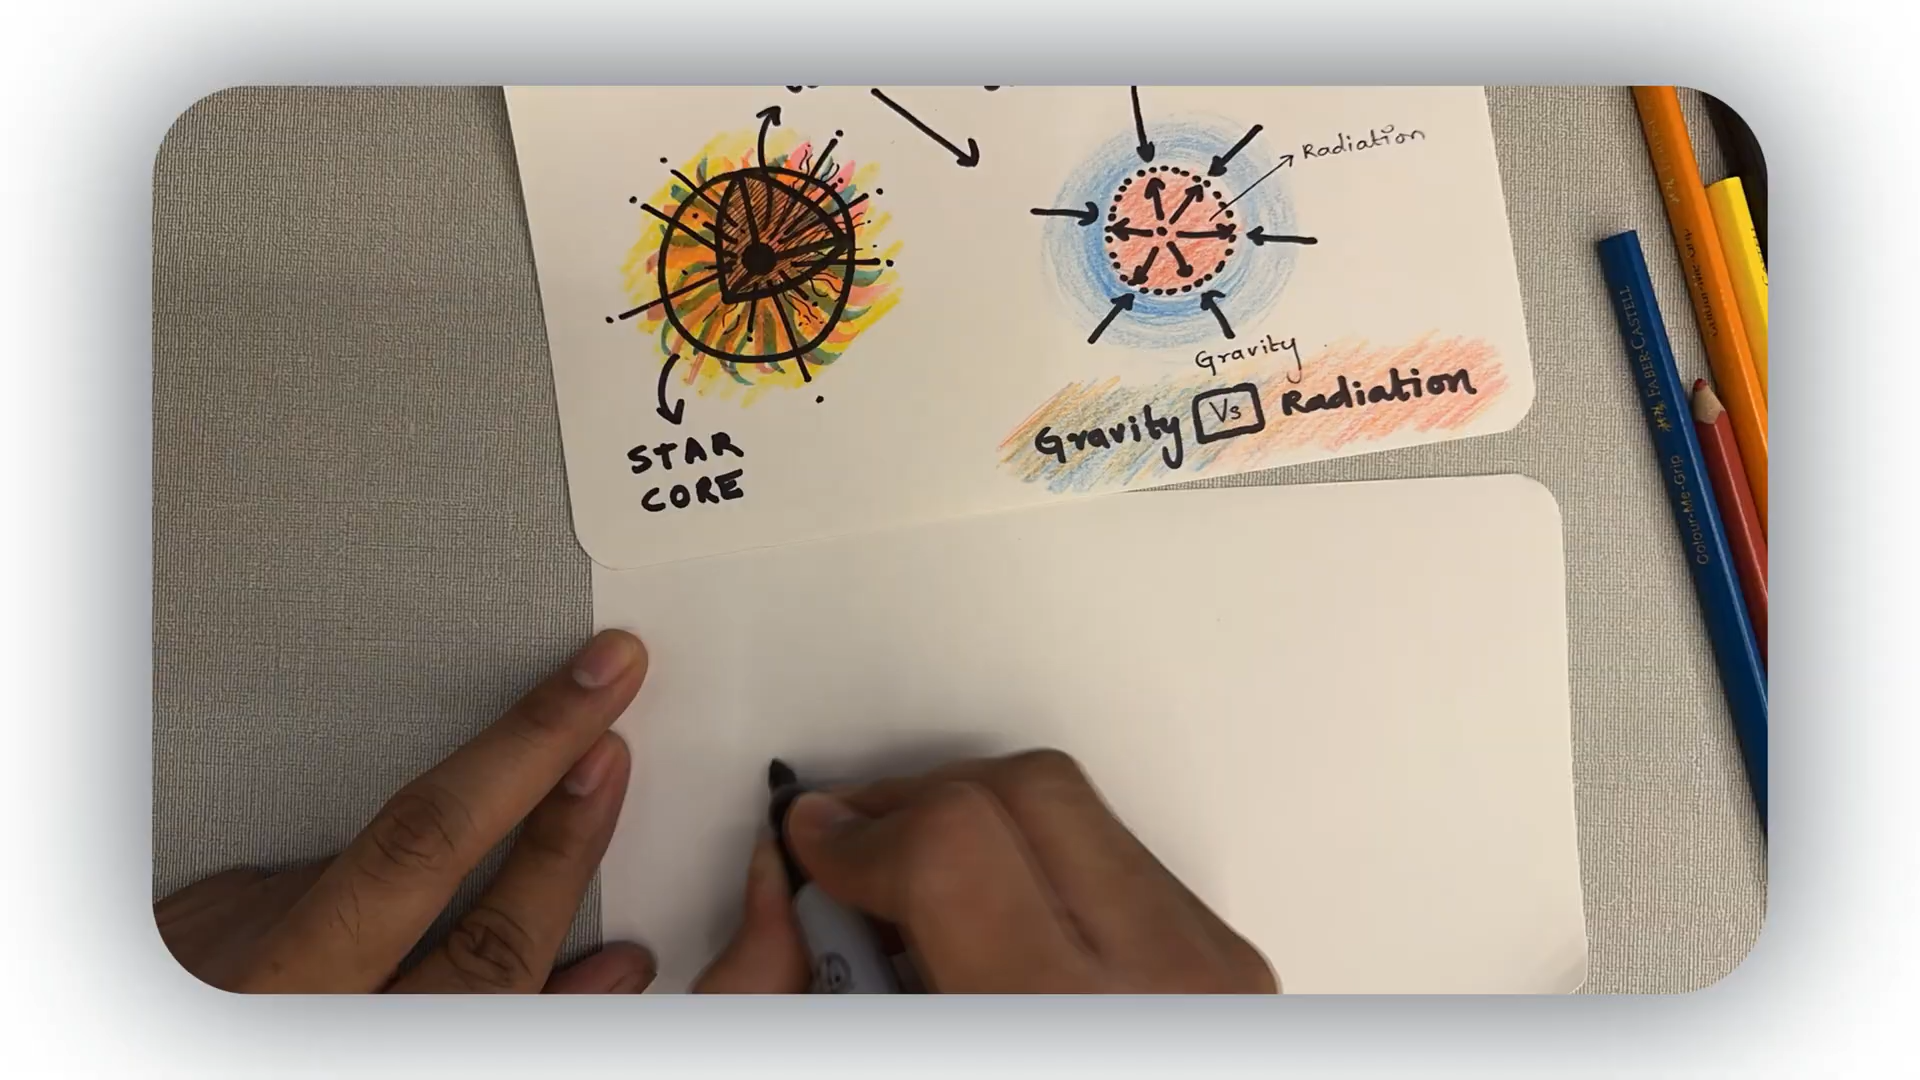 Radiation
Gravity
Gravity Vs Radiation
STAR
CORE
FABER-CASTELL
Colour-Me-Grip